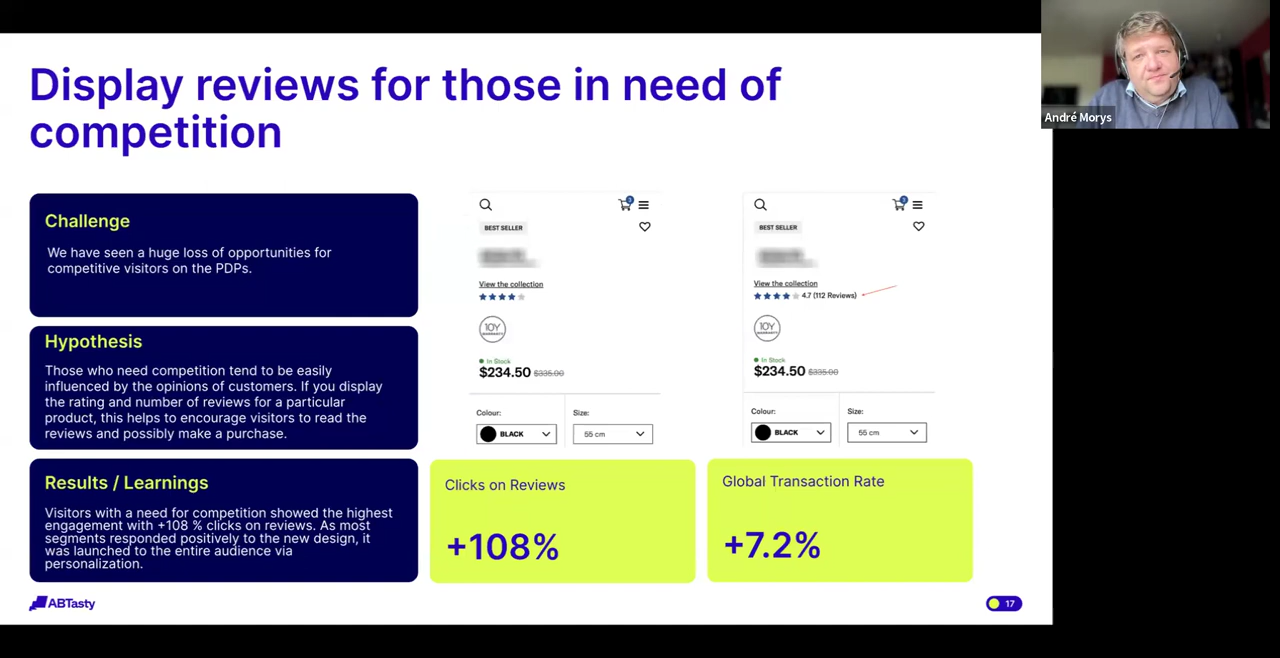 Display reviews for those in need of
competition
André Morys
Challenge
We have seen a huge loss of opportunities for
competitive visitors on the PDPs.
Hypothesis
Those who need competition tend to be easily
influenced by the opinions of customers. If you display
the rating and number of reviews for a particular
product, this helps to encourage visitors to read the
reviews and possibly make a purchase.
Results / Learnings
Visitors with a need for competition showed the highest
engagement with +108 % clicks on reviews. As most
segments responded positively to the new design, it
was launched to the entire audience via
personalization.
BEST SELLER
View the collection
10Y
WARRANTY
In Stock
$234.50 $335.00
Colour:
Size:
BLACK
55 cm
BEST SELLER
View the collection
4.7 (112 Reviews)
10Y
WARRANTY
In Stock
$234.50 $335.00
Colour:
Size:
BLACK
55 cm
Clicks on Reviews
+108%
Global Transaction Rate
+7.2%
ABTasty
17